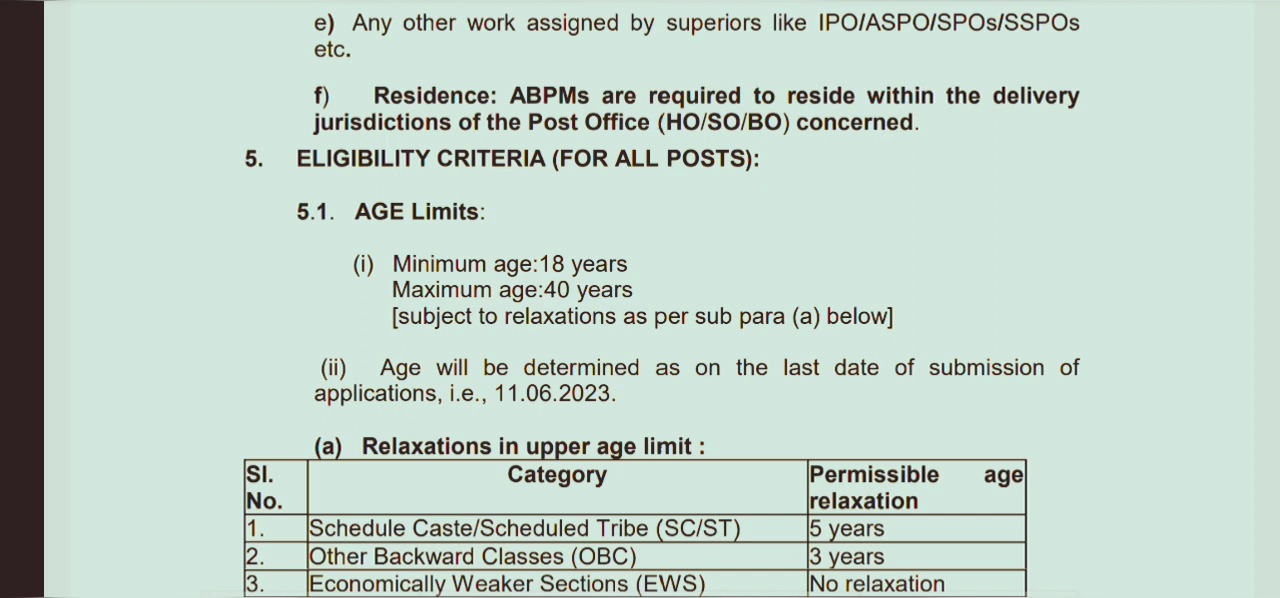 e) Any other work assigned by superiors like IPO/ASPO/SPOs/SSPOs
etc.
f) Residence: ABPMs are required to reside within the delivery
jurisdictions of the Post Office (HO/SO/BO) concerned.
5. ELIGIBILITY CRITERIA (FOR ALL POSTS):
5.1. AGE Limits:
(i) Minimum age:18 years
Maximum age:40 years
[subject to relaxations as per sub para (a) below]
(ii) Age will be determined as on the last date of submission of
applications, i.e., 11.06.2023.
(a) Relaxations in upper age limit :
Sl. Category Permissible age
No. relaxation
1. Schedule Caste/Scheduled Tribe (SC/ST) 5 years
2. Other Backward Classes (OBC) 3 years
3. Economically Weaker Sections (EWS) No relaxation